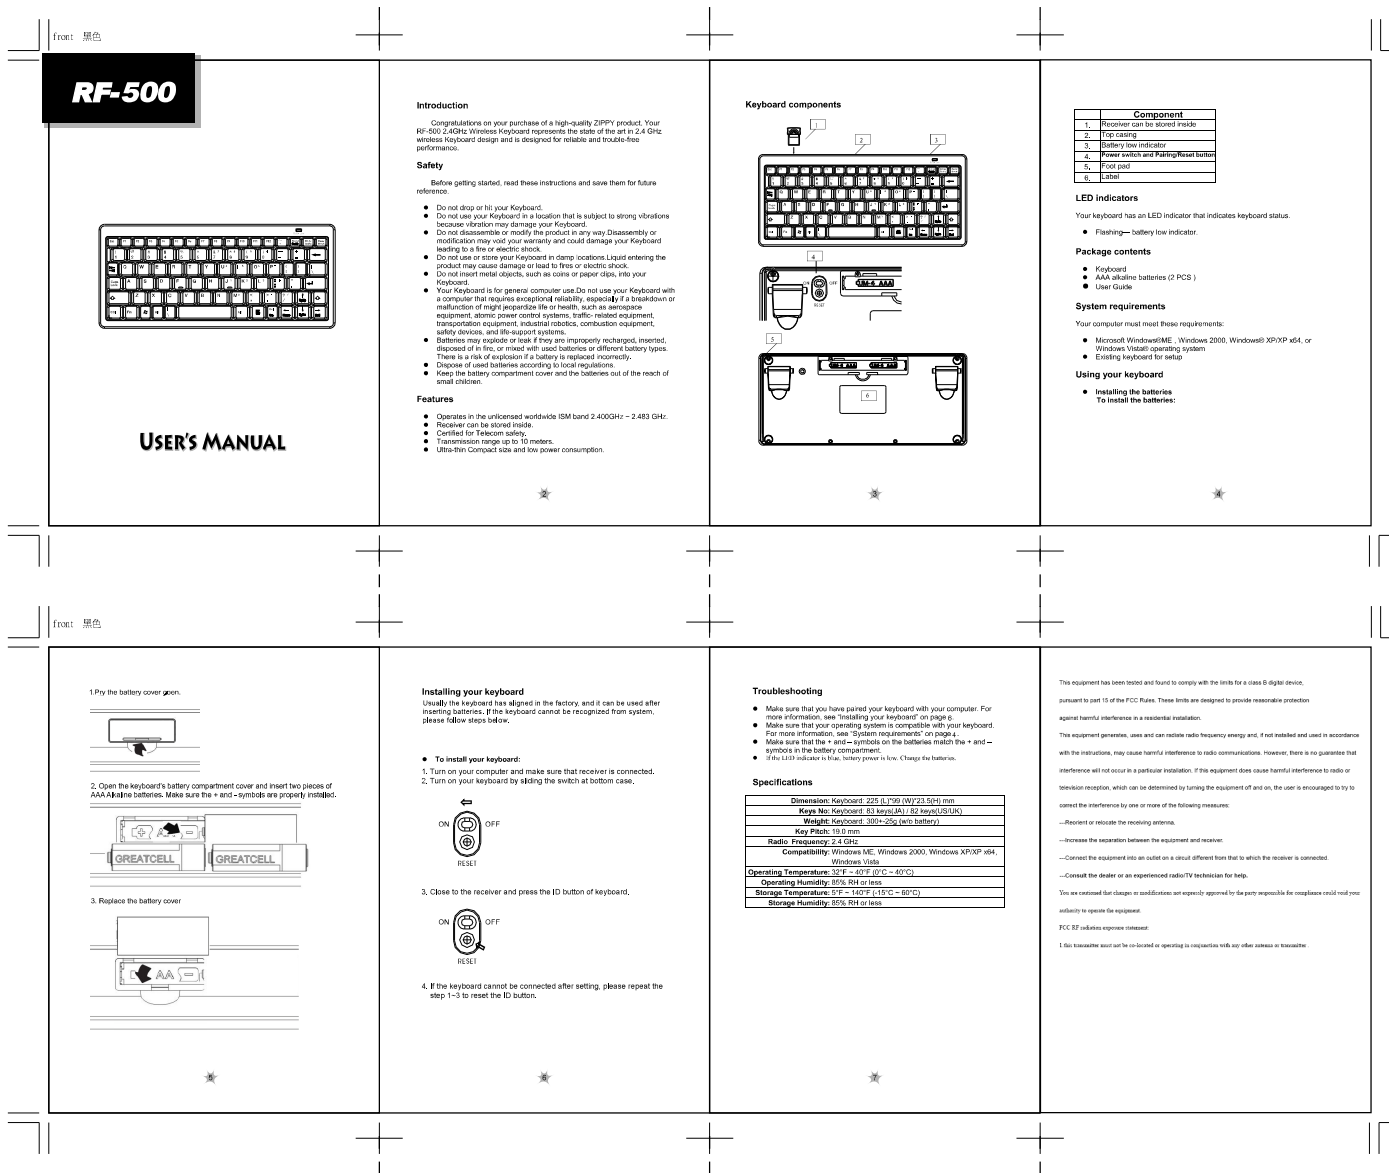 front 黑色
RF-500
USER'S MANUAL
Introduction
Congratulations on your purchase of a high-quality ZIPPY product. Your
RF-500 2.4GHz Wireless Keyboard represents the state of the art in 2.4 GHz
wireless Keyboard design and is designed for reliable and trouble-free
performance.
Safety
Before getting started, read these instructions and save them for future
reference.
● Do not drop or hit your Keyboard.
● Do not use your Keyboard in a location that is subject to strong vibrations
because vibration may damage your Keyboard.
● Do not disassemble or modify the product in any way.Disassembly or
modification may void your warranty and could damage your Keyboard
leading to a fire or electric shock.
● Do not use or store your Keyboard in damp locations.Liquid entering the
product may cause damage or lead to fires or electric shock.
● Do not insert metal objects, such as coins or paper clips, into your
Keyboard.
● Your Keyboard is for general computer use.Do not use your Keyboard with
a computer that requires exceptional reliability, especially if a breakdown or
malfunction of might jeopardize life or health, such as aerospace
equipment, atomic power control systems, traffic- related equipment,
transportation equipment, industrial robotics, combustion equipment,
safety devices, and life-support systems.
● Batteries may explode or leak if they are improperly recharged, inserted,
disposed of in fire, or mixed with used batteries or different battery types.
There is a risk of explosion if a battery is replaced incorrectly.
● Dispose of used batteries according to local regulations.
● Keep the battery compartment cover and the batteries out of the reach of
small children.
Features
● Operates in the unlicensed worldwide ISM band 2.400GHz ~ 2.483 GHz.
● Receiver can be stored inside.
● Certified for Telecom safety.
● Transmission range up to 10 meters.
● Ultra-thin Compact size and low power consumption.
2
Keyboard components
1
2
3
4
ON OFF
RESET
5
6
3
Component
1. Receiver can be stored inside
2. Top casing
3. Battery low indicator
4. Power switch and Pairing/Reset button
5. Foot pad
6. Label
LED indicators
Your keyboard has an LED indicator that indicates keyboard status.
● Flashing— battery low indicator.
Package contents
● Keyboard
● AAA alkaline batteries (2 PCS )
● User Guide
System requirements
Your computer must meet these requirements:
● Microsoft Windows®ME , Windows 2000, Windows® XP/XP x64, or
Windows Vista® operating system
● Existing keyboard for setup
Using your keyboard
● Installing the batteries
To install the batteries:
4
front 黑色
1.Pry the battery cover open.
2. Open the keyboard's battery compartment cover and insert two pieces of
AAA Alkaline batteries. Make sure the + and - symbols are properly installed.
GREATCELL GREATCELL
3. Replace the battery cover
AA
5
Installing your keyboard
Usually the keyboard has aligned in the factory, and it can be used after
inserting batteries. If the keyboard cannot be recognized from system,
please follow steps below.
● To install your keyboard:
1. Turn on your computer and make sure that receiver is connected.
2. Turn on your keyboard by sliding the switch at bottom case.
ON OFF
RESET
3. Close to the receiver and press the ID button of keyboard.
ON OFF
RESET
4. If the keyboard cannot be connected after setting, please repeat the
step 1~3 to reset the ID button.
6
Troubleshooting
● Make sure that you have paired your keyboard with your computer. For
more information, see "Installing your keyboard" on page 6.
● Make sure that your operating system is compatible with your keyboard.
For more information, see "System requirements" on page 4.
● Make sure that the + and – symbols on the batteries match the + and –
symbols in the battery compartment.
● If the LED indicator is blue, battery power is low. Change the batteries.
Specifications
Dimension: Keyboard: 225 (L)*99 (W)*23.5(H) mm
Keys No: Keyboard: 83 keys(JA) / 82 keys(US/UK)
Weight: Keyboard: 300+-25g (w/o battery)
Key Pitch: 19.0 mm
Radio Frequency: 2.4 GHz
Compatibility: Windows ME, Windows 2000, Windows XP/XP x64,
Windows Vista
Operating Temperature: 32°F ~ 40°F (0°C ~ 40°C)
Operating Humidity: 85% RH or less
Storage Temperature: 5°F ~ 140°F (-15°C ~ 60°C)
Storage Humidity: 85% RH or less
7
This equipment has been tested and found to comply with the limits for a class B digital device,
pursuant to part 15 of the FCC Rules. These limits are designed to provide reasonable protection
against harmful interference in a residential installation.
This equipment generates, uses and can radiate radio frequency energy and, if not installed and used in accordance
with the instructions, may cause harmful interference to radio communications. However, there is no guarantee that
interference will not occur in a particular installation. If this equipment does cause harmful interference to radio or
television reception, which can be determined by turning the equipment off and on, the user is encouraged to try to
correct the interference by one or more of the following measures:
---Reorient or relocate the receiving antenna.
---Increase the separation between the equipment and receiver.
---Connect the equipment into an outlet on a circuit different from that to which the receiver is connected.
---Consult the dealer or an experienced radio/TV technician for help.
You are cautioned that changes or modifications not expressly approved by the party responsible for compliance could void your
authority to operate the equipment.
FCC RF radiation exposure statement:
1.this transmitter must not be co-located or operating in conjunction with any other antenna or transmitter .